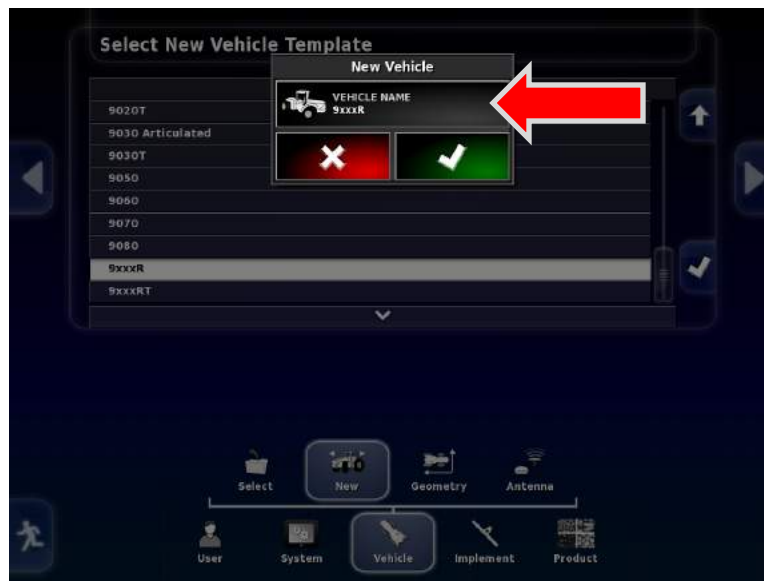 Select New Vehicle Template
New Vehicle
VEHICLE NAME
9xxxR
9020T
9030 Articulated
9030T
9050
9060
9070
9080
9xxxR
9xxxRT
Select
New
Geometry
Antenna
User
System
Vehicle
Implement
Product